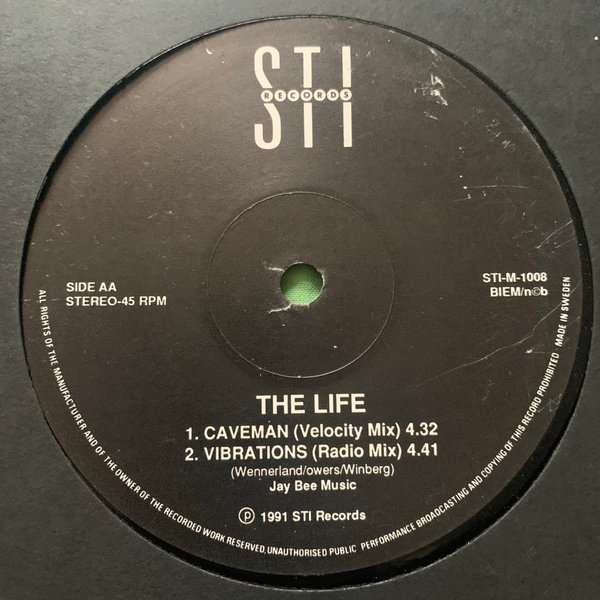 STI
RECORDS
SIDE AA
STEREO-45 RPM
STI-M-1008
BIEM/n©b
THE LIFE
1. CAVEMAN (Velocity Mix) 4.32
2. VIBRATIONS (Radio Mix) 4.41
(Wennerland/owers/Winberg)
Jay Bee Music
℗ 1991 STI Records
ALL RIGHTS OF THE MANUFACTURER AND OF THE OWNER OF THE RECORDED WORK RESERVED, UNAUTHORISED PUBLIC PERFORMANCE BROADCASTING AND COPYING OF THIS RECORD PROHIBITED MADE IN SWEDEN